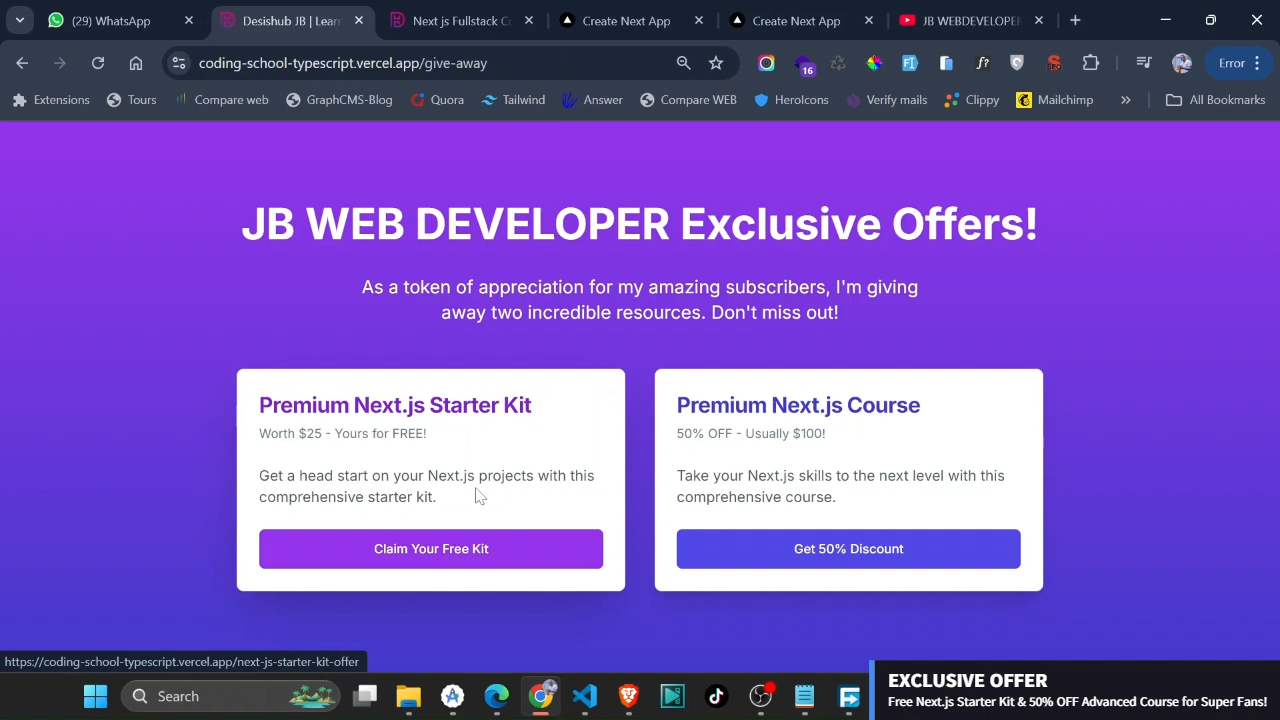 (29) WhatsApp
Desishub JB | Lear
Next js Fullstack C
Create Next App
Create Next App
JB WEBDEVELOPER
coding-school-typescript.vercel.app/give-away
16
Error
Extensions
Tours
Compare web
GraphCMS-Blog
Quora
Tailwind
Answer
Compare WEB
HeroIcons
Verify mails
Clippy
Mailchimp
All Bookmarks
JB WEB DEVELOPER Exclusive Offers!
As a token of appreciation for my amazing subscribers, I'm giving
away two incredible resources. Don't miss out!
Premium Next.js Starter Kit
Worth $25 - Yours for FREE!
Get a head start on your Next.js projects with this
comprehensive starter kit.
Claim Your Free Kit
Premium Next.js Course
50% OFF - Usually $100!
Take your Next.js skills to the next level with this
comprehensive course.
Get 50% Discount
https://coding-school-typescript.vercel.app/next-js-starter-kit-offer
Search
EXCLUSIVE OFFER
Free Next.js Starter Kit & 50% OFF Advanced Course for Super Fans!